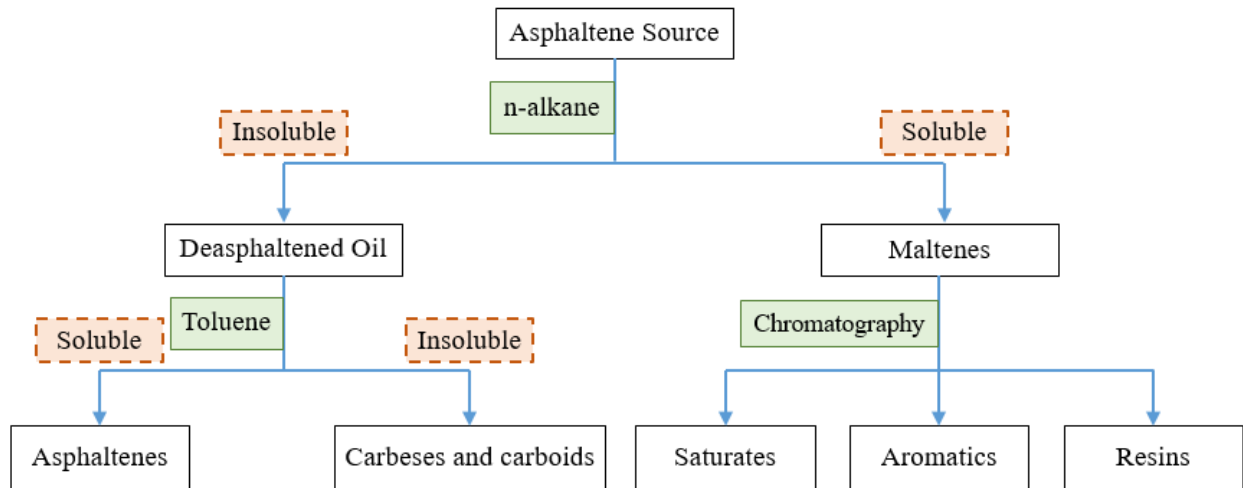 Asphaltene Source
n-alkane
Insoluble
Soluble
Deasphaltened Oil
Maltenes
Toluene
Chromatography
Soluble
Insoluble
Asphaltenes
Carbeses and carboids
Saturates
Aromatics
Resins